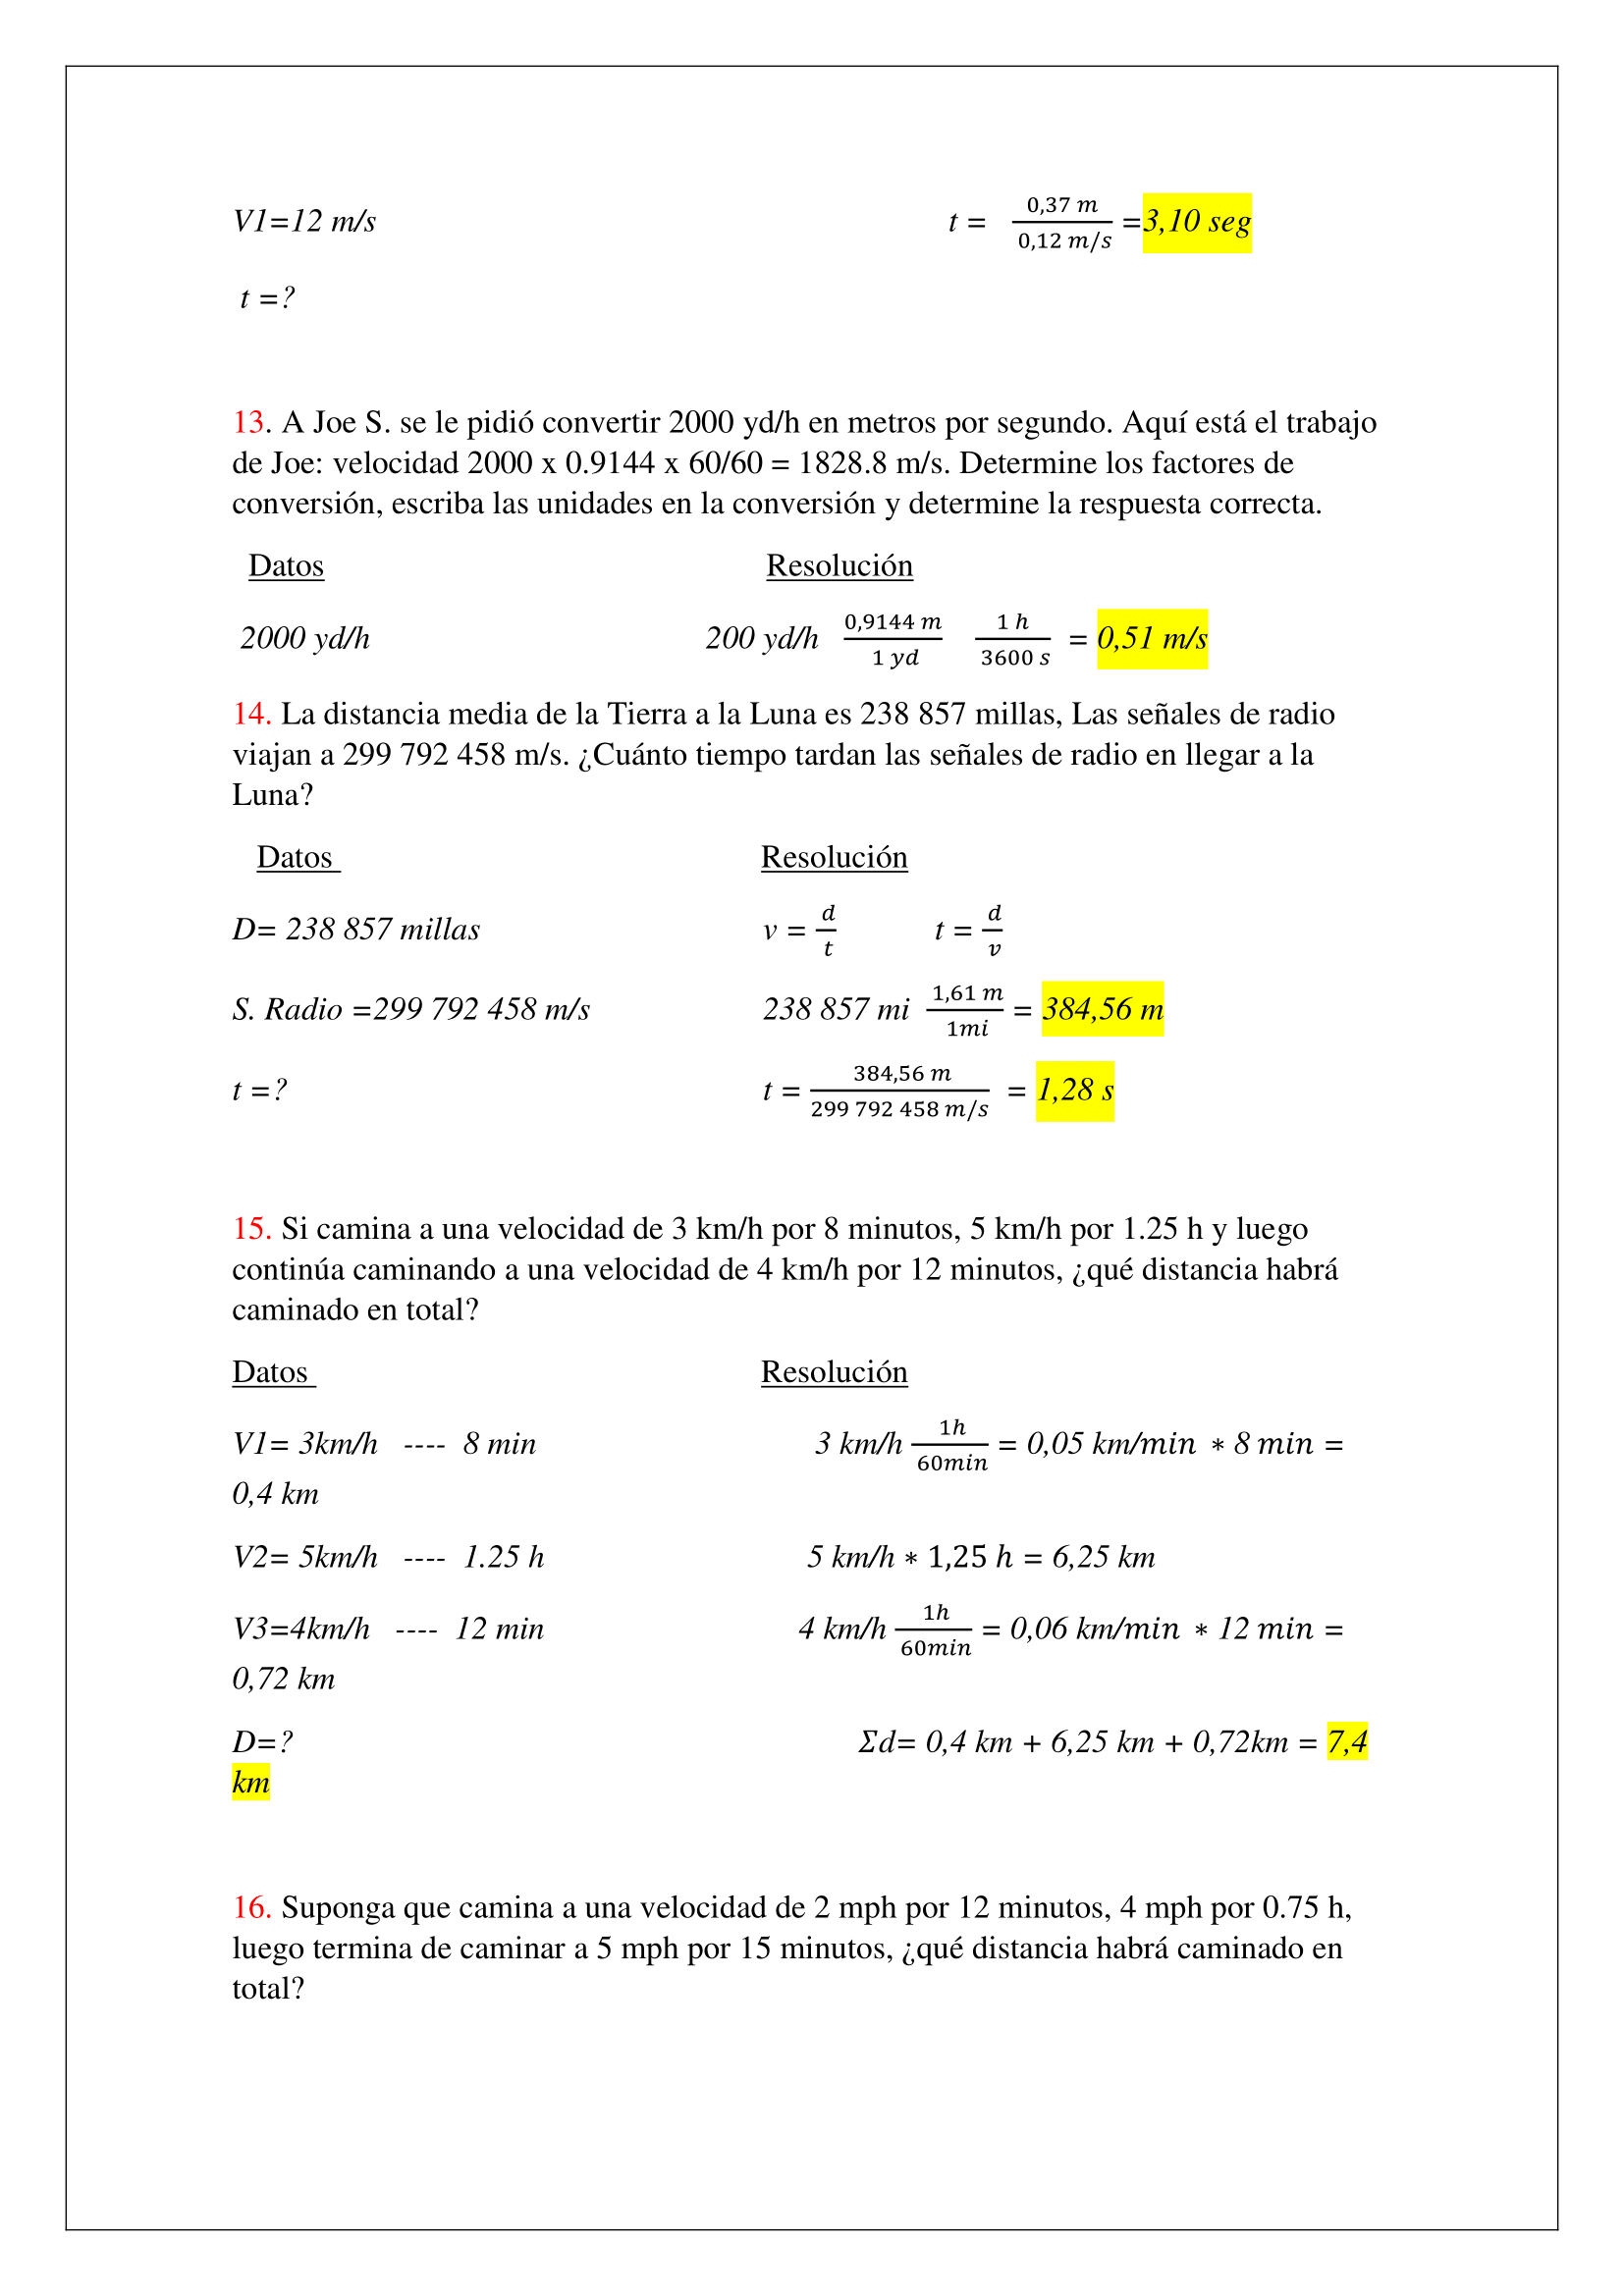 V1=12 m/s t = 0,37 m / 0,12 m/s =3,10 seg
t =?
13. A Joe S. se le pidió convertir 2000 yd/h en metros por segundo. Aquí está el trabajo
de Joe: velocidad 2000 x 0.9144 x 60/60 = 1828.8 m/s. Determine los factores de
conversión, escriba las unidades en la conversión y determine la respuesta correcta.
Datos Resolución
2000 yd/h 200 yd/h 0,9144 m / 1 yd 1 h / 3600 s = 0,51 m/s
14. La distancia media de la Tierra a la Luna es 238 857 millas, Las señales de radio
viajan a 299 792 458 m/s. ¿Cuánto tiempo tardan las señales de radio en llegar a la
Luna?
Datos Resolución
D= 238 857 millas v = d / t t = d / v
S. Radio =299 792 458 m/s 238 857 mi 1,61 m / 1mi = 384,56 m
t =? t = 384,56 m / 299 792 458 m/s = 1,28 s
15. Si camina a una velocidad de 3 km/h por 8 minutos, 5 km/h por 1.25 h y luego
continúa caminando a una velocidad de 4 km/h por 12 minutos, ¿qué distancia habrá
caminado en total?
Datos Resolución
V1= 3km/h ---- 8 min 3 km/h 1h / 60min = 0,05 km/min * 8 min =
0,4 km
V2= 5km/h ---- 1.25 h 5 km/h * 1,25 h = 6,25 km
V3=4km/h ---- 12 min 4 km/h 1h / 60min = 0,06 km/min * 12 min =
0,72 km
D=? Σd= 0,4 km + 6,25 km + 0,72km = 7,4
km
16. Suponga que camina a una velocidad de 2 mph por 12 minutos, 4 mph por 0.75 h,
luego termina de caminar a 5 mph por 15 minutos, ¿qué distancia habrá caminado en
total?